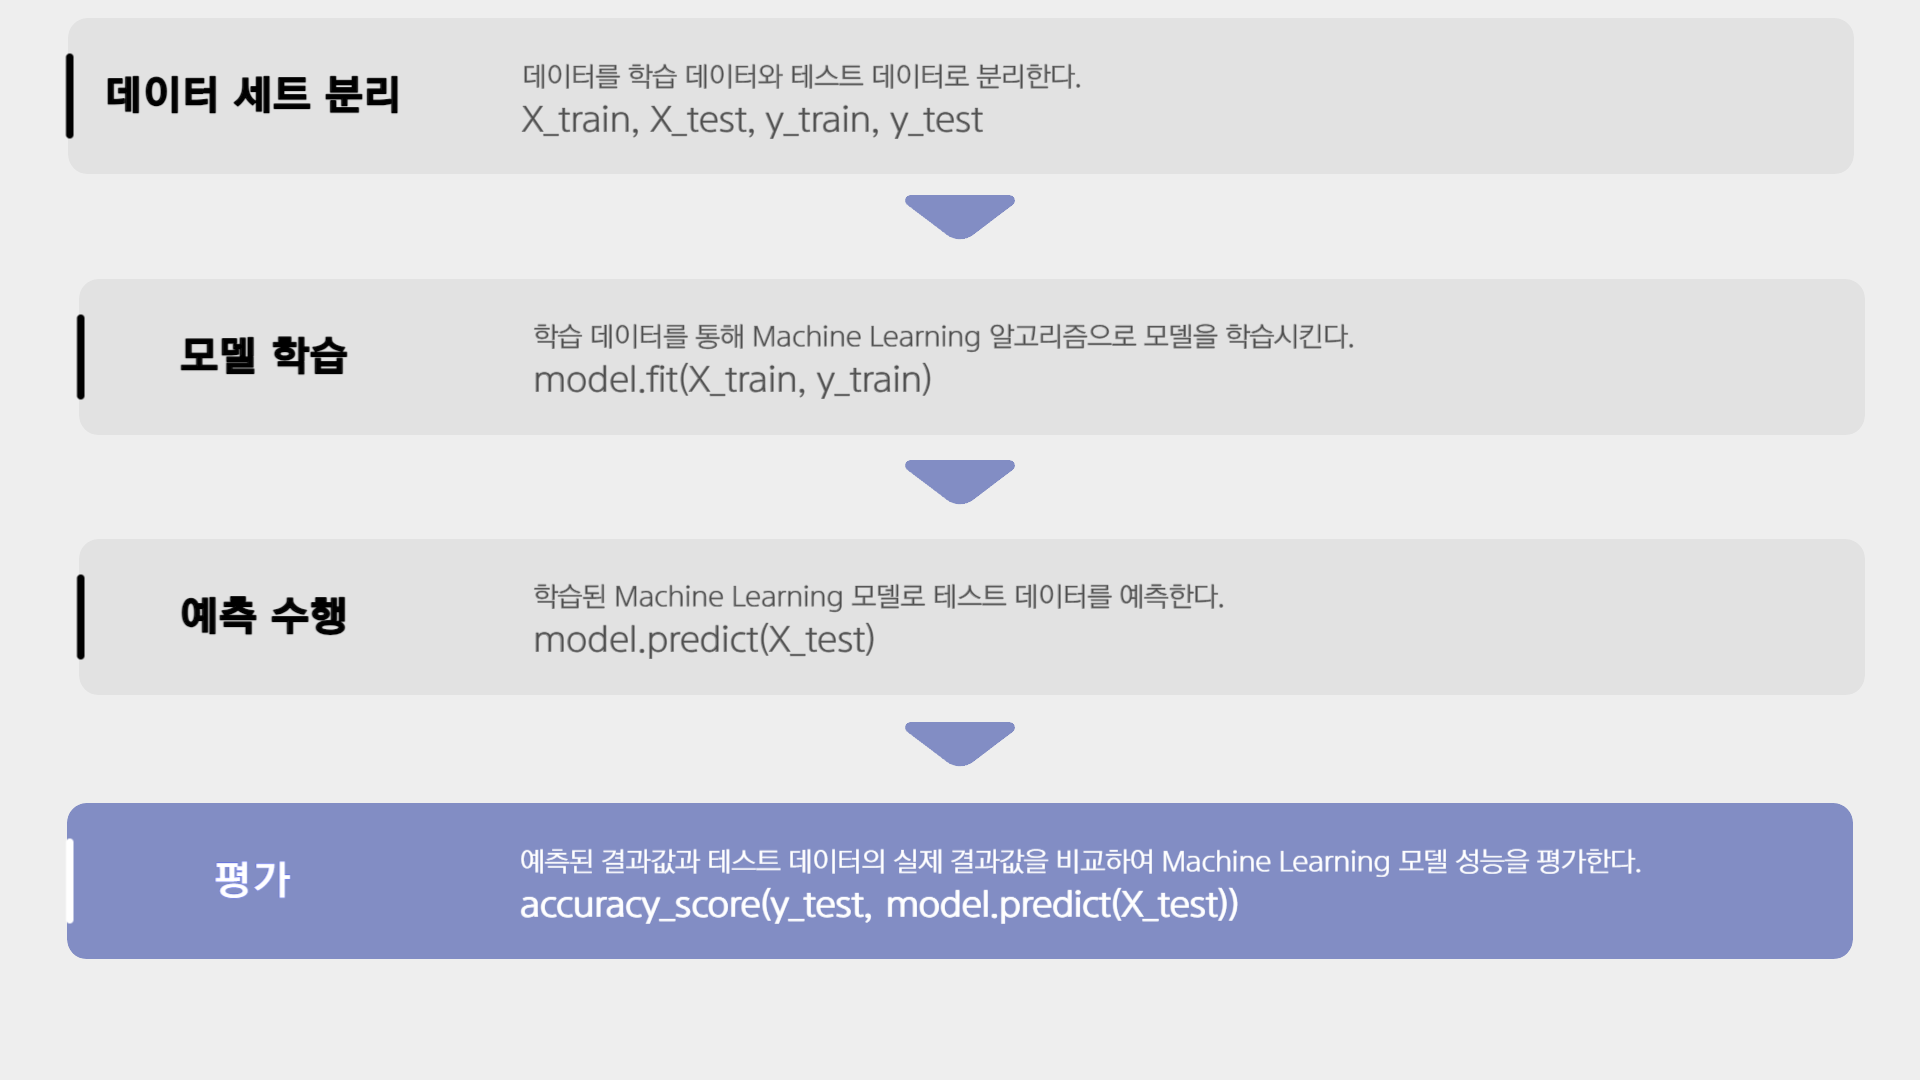 데이터 세트 분리
데이터를 학습 데이터와 테스트 데이터로 분리한다.
X_train, X_test, y_train, y_test
모델 학습
학습 데이터를 통해 Machine Learning 알고리즘으로 모델을 학습시킨다.
model.fit(X_train, y_train)
예측 수행
학습된 Machine Learning 모델로 테스트 데이터를 예측한다.
model.predict(X_test)
평가
예측된 결과값과 테스트 데이터의 실제 결과값을 비교하여 Machine Learning 모델 성능을 평가한다.
accuracy_score(y_test, model.predict(X_test))